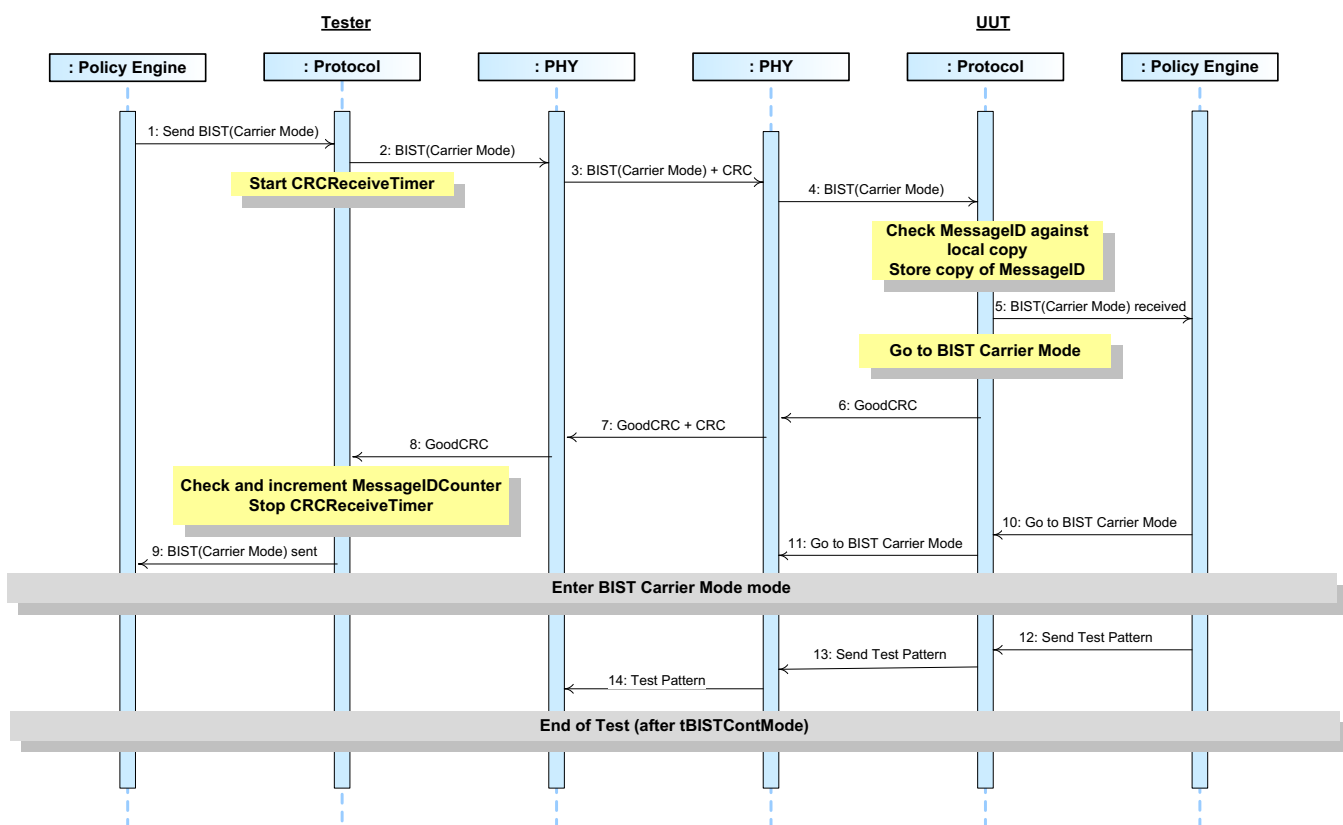 Tester
UUT
: Policy Engine
: Protocol
: PHY
: PHY
: Protocol
: Policy Engine
1: Send BIST(Carrier Mode)
2: BIST(Carrier Mode)
3: BIST(Carrier Mode) + CRC
Start CRCReceiveTimer
4: BIST(Carrier Mode)
Check MessageID against
local copy
Store copy of MessageID
5: BIST(Carrier Mode) received
Go to BIST Carrier Mode
6: GoodCRC
7: GoodCRC + CRC
8: GoodCRC
Check and increment MessageIDCounter
Stop CRCReceiveTimer
10: Go to BIST Carrier Mode
11: Go to BIST Carrier Mode
9: BIST(Carrier Mode) sent
Enter BIST Carrier Mode mode
12: Send Test Pattern
13: Send Test Pattern
14: Test Pattern
End of Test (after tBISTContMode)